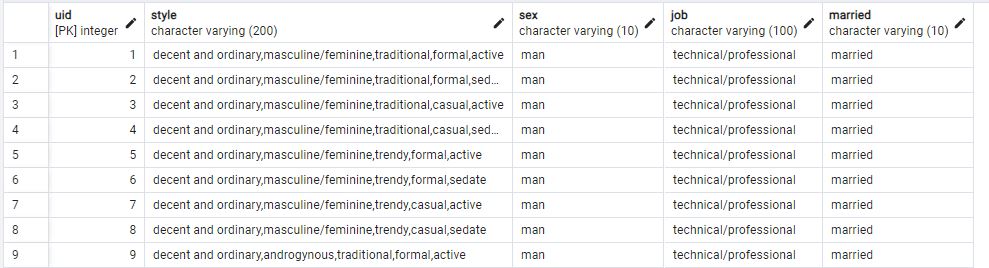 uid style sex job married
[PK] integer character varying (200) character varying (10) character varying (100) character varying (10)
1 1 decent and ordinary,masculine/feminine,traditional,formal,active man technical/professional married
2 2 decent and ordinary,masculine/feminine,traditional,formal,sed... man technical/professional married
3 3 decent and ordinary,masculine/feminine,traditional,casual,active man technical/professional married
4 4 decent and ordinary,masculine/feminine,traditional,casual,sed... man technical/professional married
5 5 decent and ordinary,masculine/feminine,trendy,formal,active man technical/professional married
6 6 decent and ordinary,masculine/feminine,trendy,formal,sedate man technical/professional married
7 7 decent and ordinary,masculine/feminine,trendy,casual,active man technical/professional married
8 8 decent and ordinary,masculine/feminine,trendy,casual,sedate man technical/professional married
9 9 decent and ordinary,androgynous,traditional,formal,active man technical/professional married